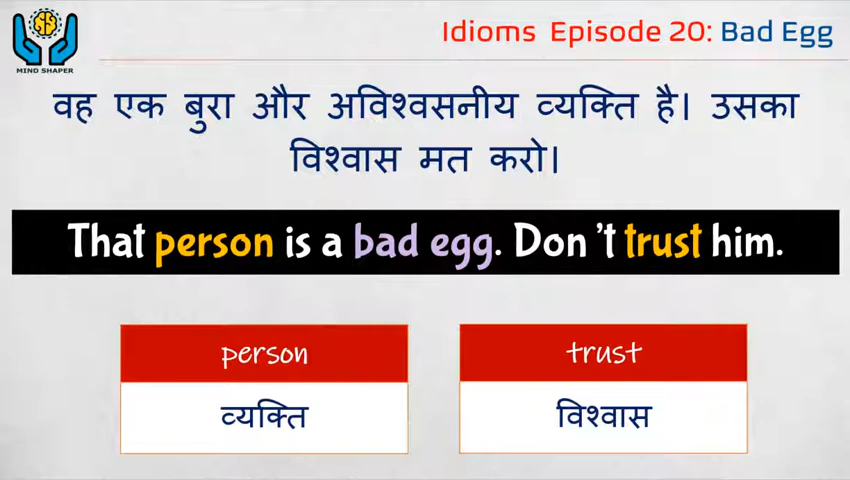 MIND SHAPER
Idioms Episode 20: Bad Egg
वह एक बुरा और अविश्वसनीय व्यक्ति है। उसका
विश्वास मत करो।
That person is a bad egg. Don 't trust him.
person
trust
व्यक्ति
विश्वास